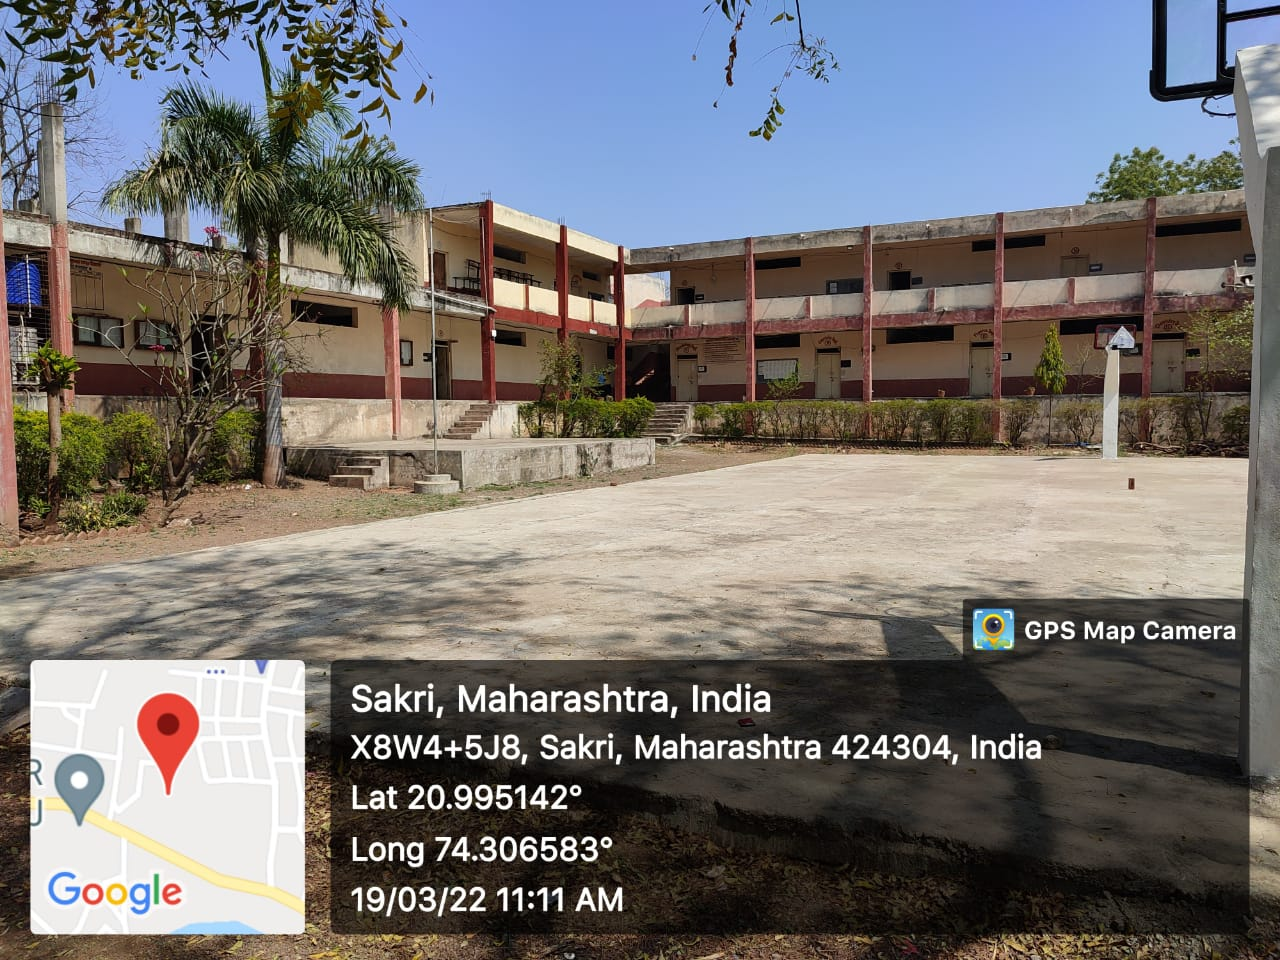 GPS Map Camera
Sakri, Maharashtra, India
X8W4+5J8, Sakri, Maharashtra 424304, India
Lat 20.995142°
Long 74.306583°
19/03/22 11:11 AM
R
U
Google